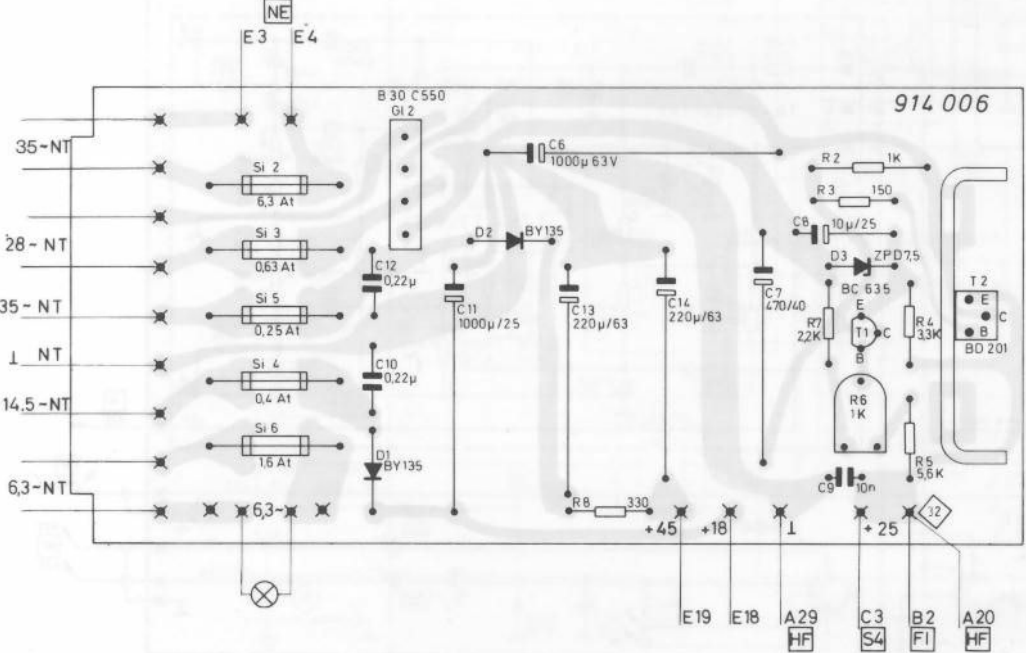 NE
E3 E4
B30 C550
Gl 2
914 006
35~NT
C6
1000µ 63V
R2 1K
Si 2
6,3 At
R3 150
C8 10µ/25
28~ NT
Si 3
0,63 At
D2 BY135
D3 ZPD7,5
C12
0,22µ
BC 635
T2
E
C
B
BD 201
35~NT
Si 5
0,25At
C11
1000µ/25
C13
220µ/63
C14
220µ/63
C7
470/40
R7
2,2K
E
T1 C
B
R4
3,3K
⊥ NT
Si 4
0,4 At
C10
0,22µ
R6
1K
14.5~NT
Si 6
1,6 At
D1
BY135
R5
5,6K
C9 10n
6,3~NT
6,3~
R8 330
+45 +18 ⊥ + 25 32
E19 E18 A29 C3 B2 A20
HF S4 FI HF